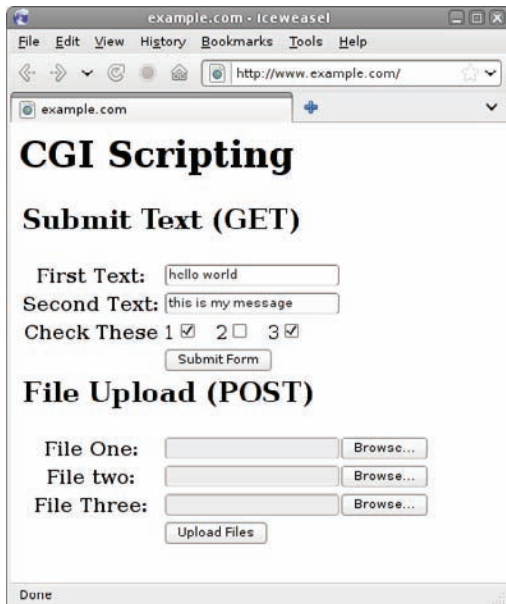 example.com - Iceweasel
File Edit View History Bookmarks Tools Help
http://www.example.com/
example.com
CGI Scripting
Submit Text (GET)
First Text: hello world
Second Text: this is my message
Check These 1 2 3
Submit Form
File Upload (POST)
File One: Browse...
File two: Browse...
File Three: Browse...
Upload Files
Done